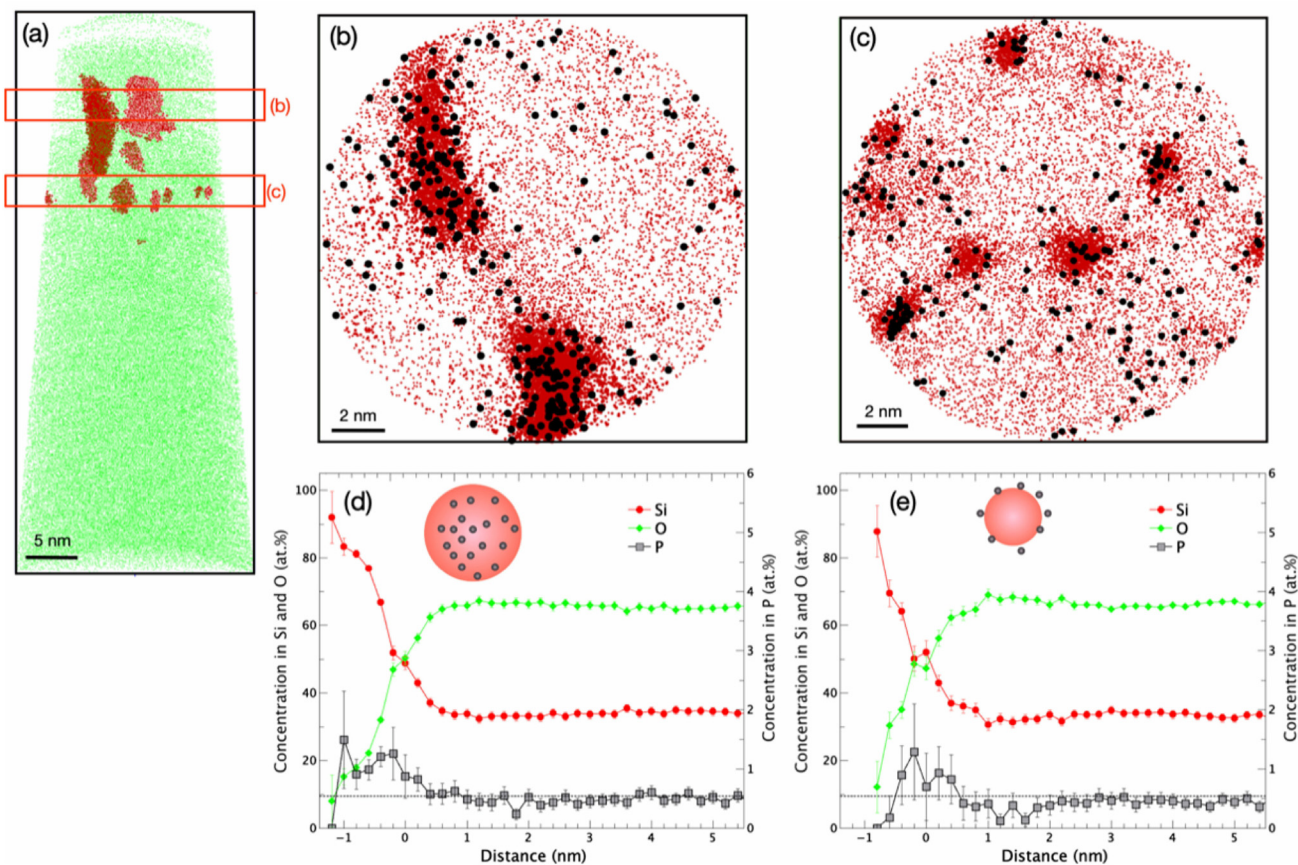 (a)
(b)
(c)
5 nm
(b)
2 nm
(c)
2 nm
(d)
Si
O
P
Concentration in Si and O (at.%)
100
80
60
40
20
0
Concentration in P (at.%)
6
5
4
3
2
1
0
−1 0 1 2 3 4 5
Distance (nm)
(e)
Si
O
P
Concentration in Si and O (at.%)
100
80
60
40
20
0
Concentration in P (at.%)
6
5
4
3
2
1
0
−1 0 1 2 3 4 5
Distance (nm)